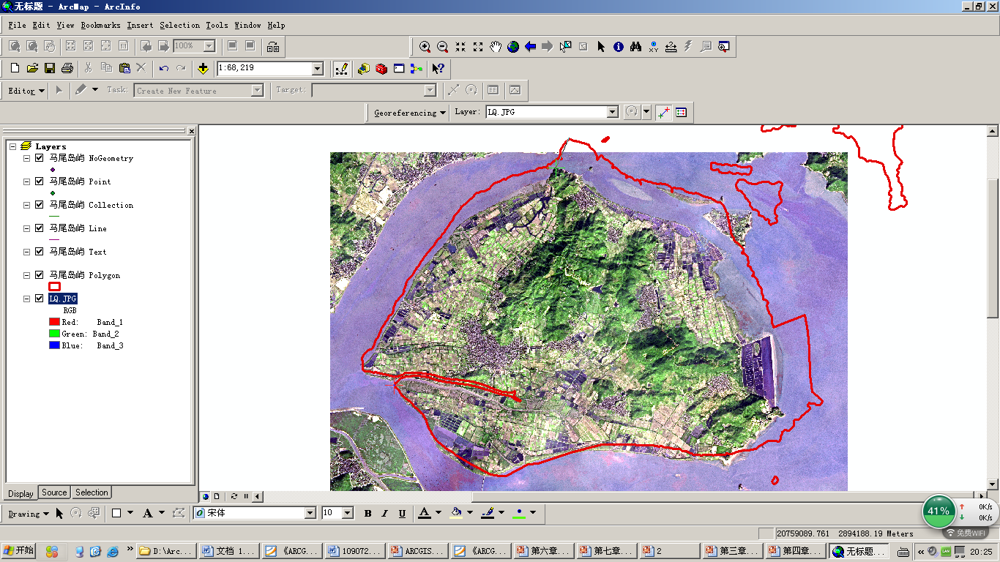 无标题 - ArcMap - ArcInfo
File Edit View Bookmarks Insert Selection Tools Window Help
100%
1:68,219
Editor Task: Create New Feature Target:
Georeferencing Layer: LQ.JPG
Layers
马尾岛屿 NoGeometry
马尾岛屿 Point
马尾岛屿 Collection
马尾岛屿 Line
马尾岛屿 Text
马尾岛屿 Polygon
LQ.JPG
RGB
Red: Band_1
Green: Band_2
Blue: Band_3
Display Source Selection
Drawing A 宋体 10 B I U A
41% 0K/s
0K/s
20759089.761 2894188.19 Meters
免费WIFI
开始 D:\Arc... 文档 1... 《ARCG... 109072... ARCGIS... 《ARCG... 第六章... 第七章... 2 第三章... 第四章... 无标题... 20:25